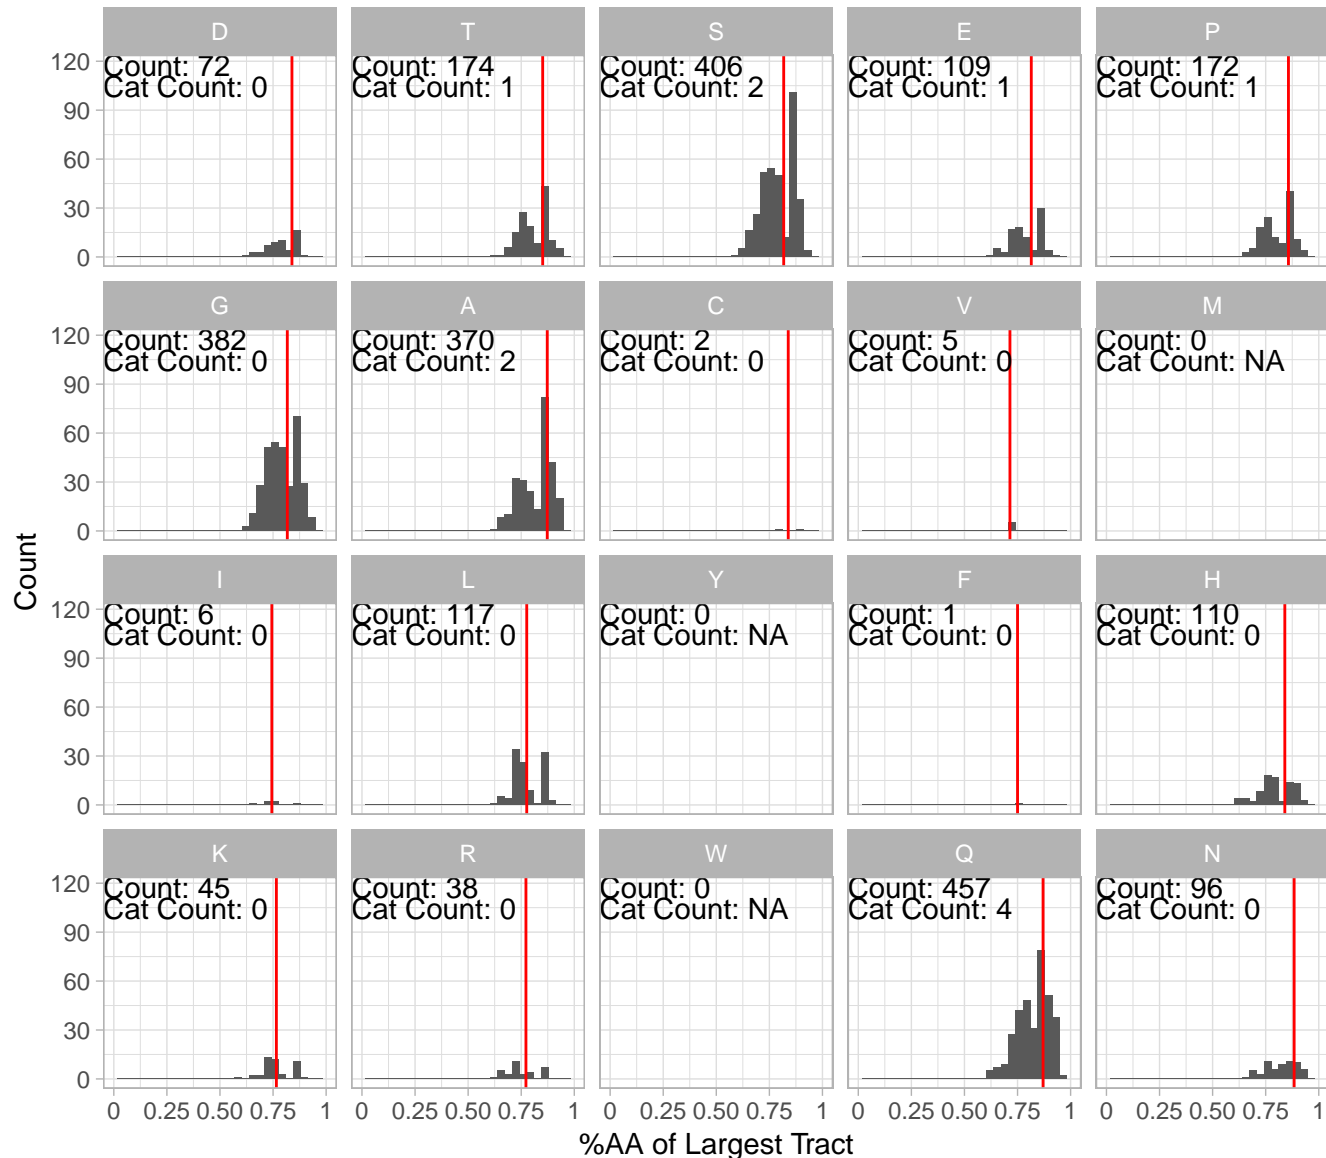 D T S E P
Count: 72 Count: 174 Count: 406 Count: 109 Count: 172
Cat Count: 0 Cat Count: 1 Cat Count: 2 Cat Count: 1 Cat Count: 1
120
90
60
30
0
G A C V M
Count: 382 Count: 370 Count: 2 Count: 5 Count: 0
Cat Count: 0 Cat Count: 2 Cat Count: 0 Cat Count: 0 Cat Count: NA
120
90
60
30
0
Count
I L Y F H
Count: 6 Count: 117 Count: 0 Count: 1 Count: 110
Cat Count: 0 Cat Count: 0 Cat Count: NA Cat Count: 0 Cat Count: 0
120
90
60
30
0
K R W Q N
Count: 45 Count: 38 Count: 0 Count: 457 Count: 96
Cat Count: 0 Cat Count: 0 Cat Count: NA Cat Count: 4 Cat Count: 0
120
90
60
30
0
0 0.25 0.50 0.75 1 0 0.25 0.50 0.75 1 0 0.25 0.50 0.75 1 0 0.25 0.50 0.75 1 0 0.25 0.50 0.75 1
%AA of Largest Tract